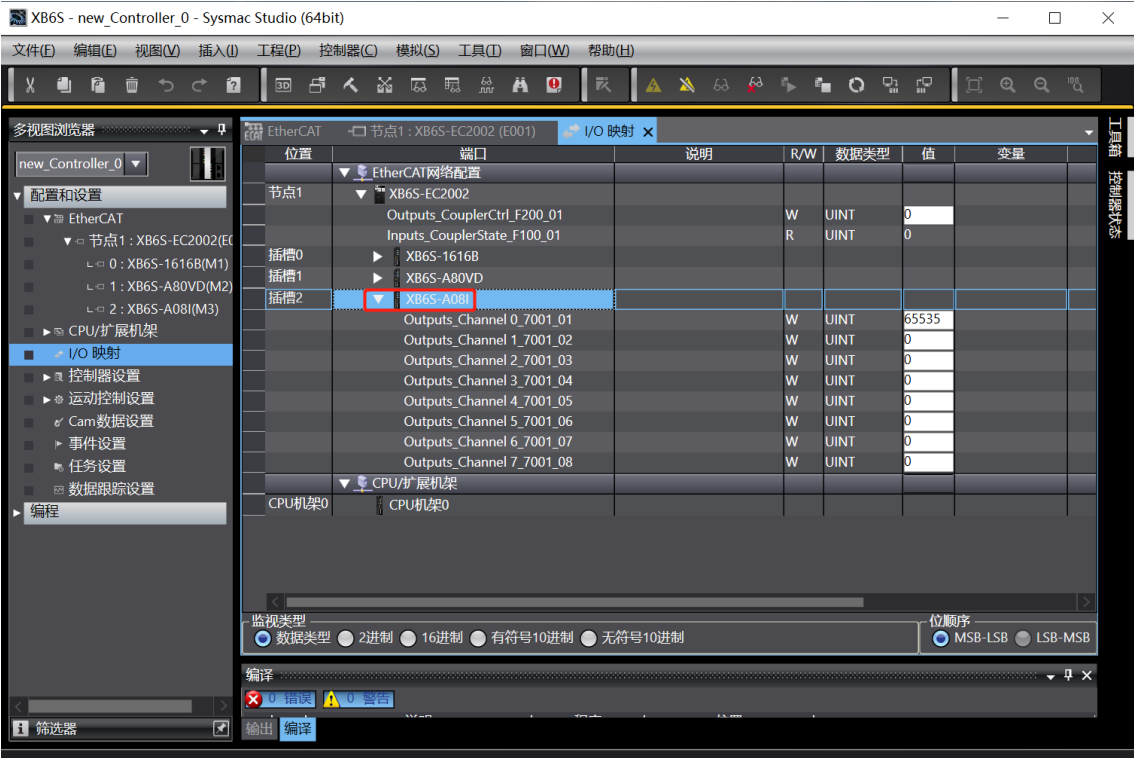 XB6S - new_Controller_0 - Sysmac Studio (64bit)
文件(F) 编辑(E) 视图(V) 插入(I) 工程(P) 控制器(C) 模拟(S) 工具(T) 窗口(W) 帮助(H)
多视图浏览器
new_Controller_0
配置和设置
EtherCAT
节点1 : XB6S-EC2002(E0
0 : XB6S-1616B(M1)
1 : XB6S-A80VD(M2)
2 : XB6S-A08I(M3)
CPU/扩展机架
I/O 映射
控制器设置
运动控制设置
Cam数据设置
事件设置
任务设置
数据跟踪设置
编程
筛选器
EtherCAT 节点1 : XB6S-EC2002 (E001) I/O 映射
位置 端口 说明 R/W 数据类型 值 变量
EtherCAT网络配置
节点1 XB6S-EC2002
Outputs_CouplerCtrl_F200_01 W UINT 0
Inputs_CouplerState_F100_01 R UINT 0
插槽0 XB6S-1616B
插槽1 XB6S-A80VD
插槽2 XB6S-A08I
Outputs_Channel 0_7001_01 W UINT 65535
Outputs_Channel 1_7001_02 W UINT 0
Outputs_Channel 2_7001_03 W UINT 0
Outputs_Channel 3_7001_04 W UINT 0
Outputs_Channel 4_7001_05 W UINT 0
Outputs_Channel 5_7001_06 W UINT 0
Outputs_Channel 6_7001_07 W UINT 0
Outputs_Channel 7_7001_08 W UINT 0
CPU/扩展机架
CPU机架0 CPU机架0
监视类型
数据类型 2进制 16进制 有符号10进制 无符号10进制
位顺序
MSB-LSB LSB-MSB
编译
0 错误 0 警告
输出 编译
工具箱
控制器状态